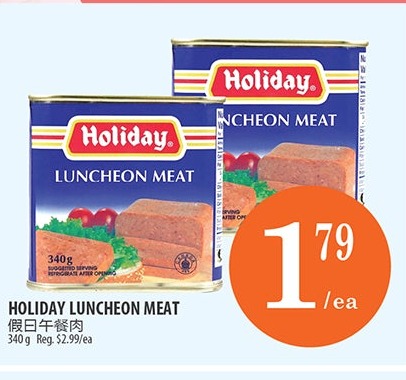 Holiday®
LUNCHEON MEAT
Holiday®
LUNCHEON MEAT
340g
SUGGESTED SERVING
REFRIGERATE AFTER OPENING
1 79 /ea
HOLIDAY LUNCHEON MEAT
假日午餐肉
340 g Reg. $2.99/ea